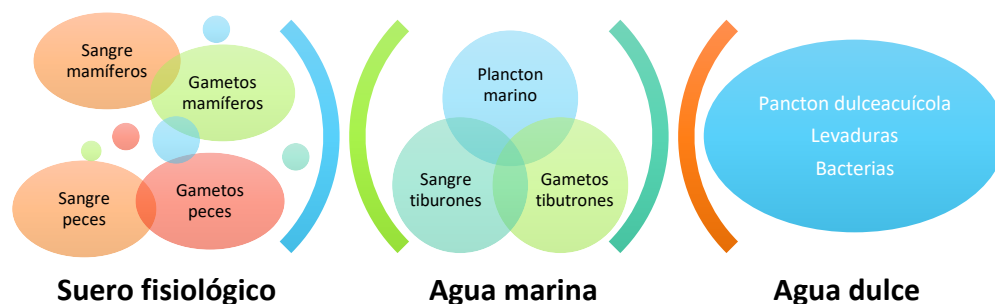 Sangre
mamíferos
Gametos
mamíferos
Sangre
peces
Gametos
peces
Suero fisiológico
Plancton
marino
Sangre
tiburones
Gametos
tibutrones
Agua marina
Pancton dulceacuícola
Levaduras
Bacterias
Agua dulce